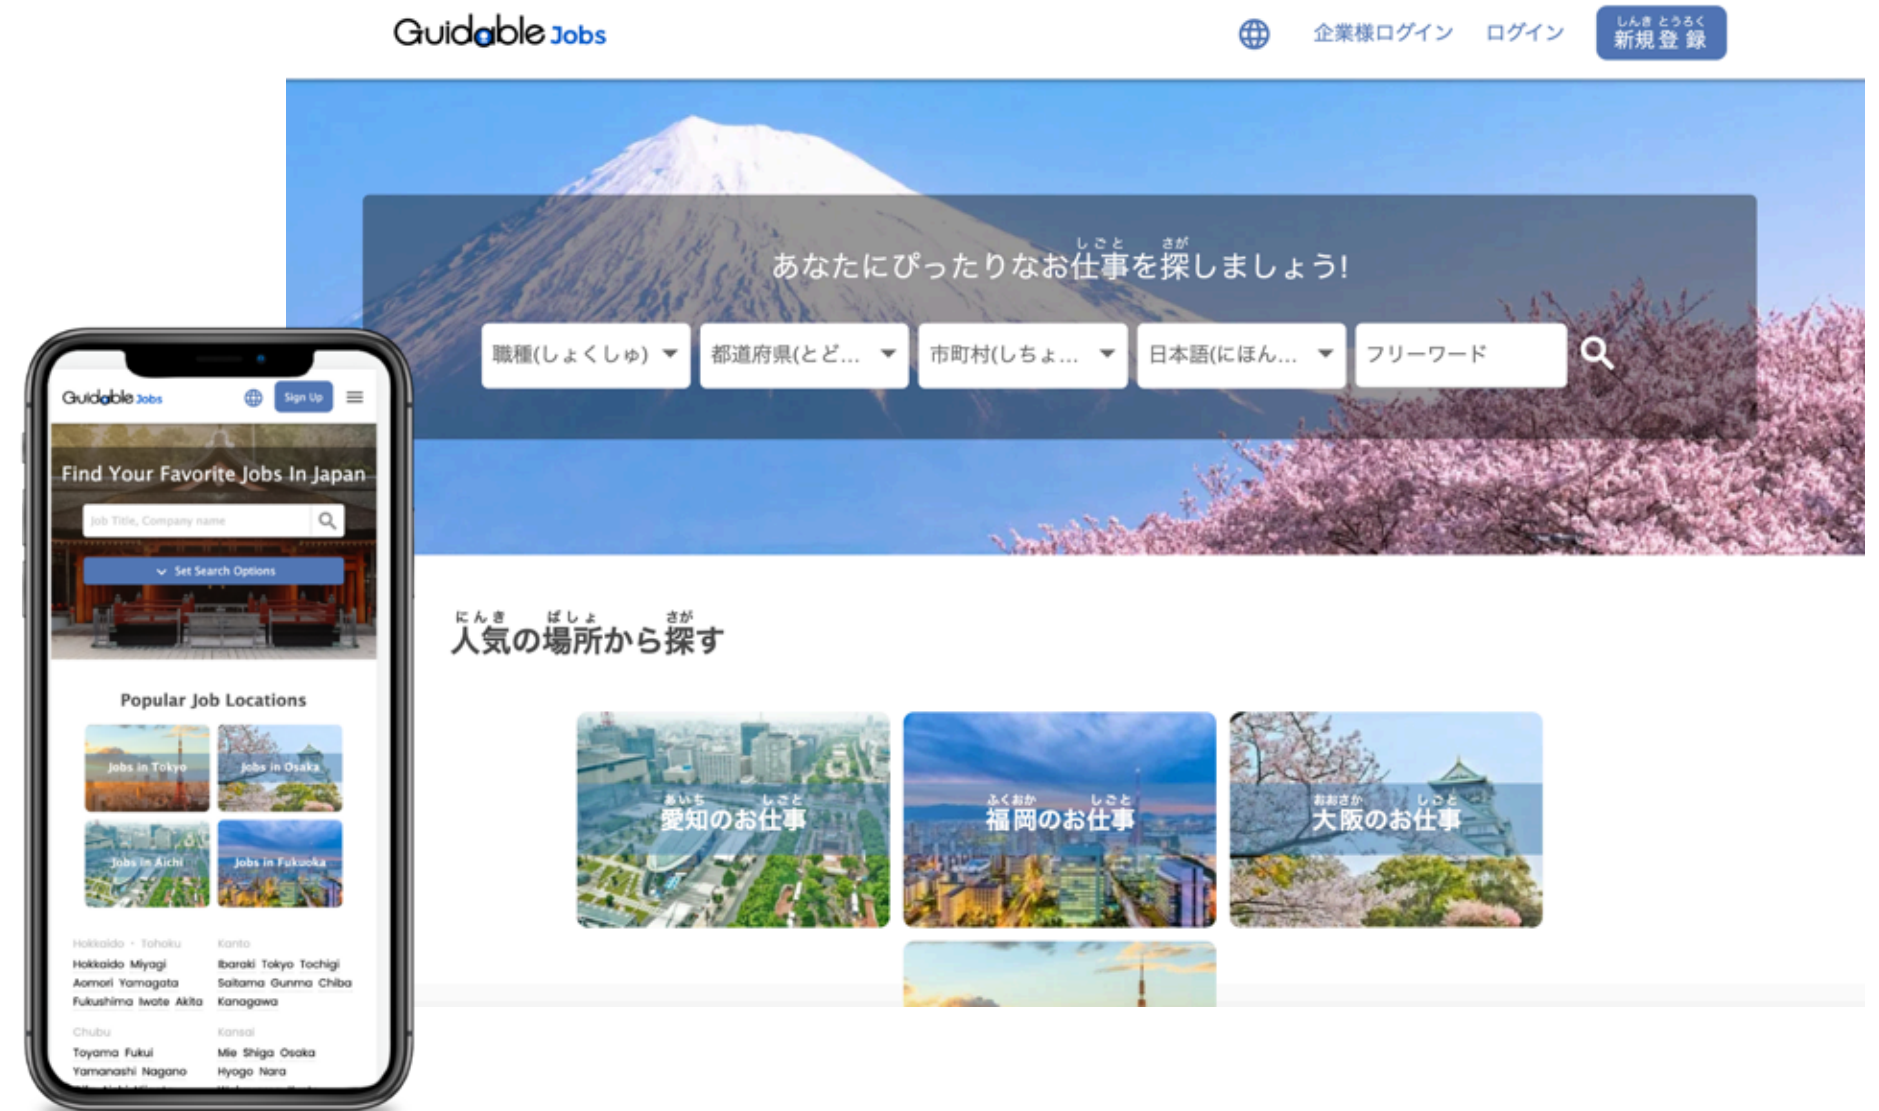 Guidable Jobs
企業様ログイン
ログイン
しんき とうろく
新規登録
しごと さが
あなたにぴったりなお仕事を探しましょう!
職種(しょくしゅ)
都道府県(とど...
市町村(しちょ...
日本語(にほん...
フリーワード
にんき ばしょ さが
人気の場所から探す
あいち しごと
愛知のお仕事
ふくおか しごと
福岡のお仕事
おおさか しごと
大阪のお仕事
Guidable Jobs
Sign Up
Find Your Favorite Jobs In Japan
Job Title, Company name
Set Search Options
Popular Job Locations
Jobs in Tokyo
Jobs in Osaka
Jobs in Aichi
Jobs in Fukuoka
Hokkaido・Tohoku
Hokkaido Miyagi
Aomori Yamagata
Fukushima Iwate Akita
Kanto
Ibaraki Tokyo Tochigi
Saitama Gunma Chiba
Kanagawa
Chubu
Toyama Fukui
Yamanashi Nagano
Kansai
Mie Shiga Osaka
Hyogo Nara